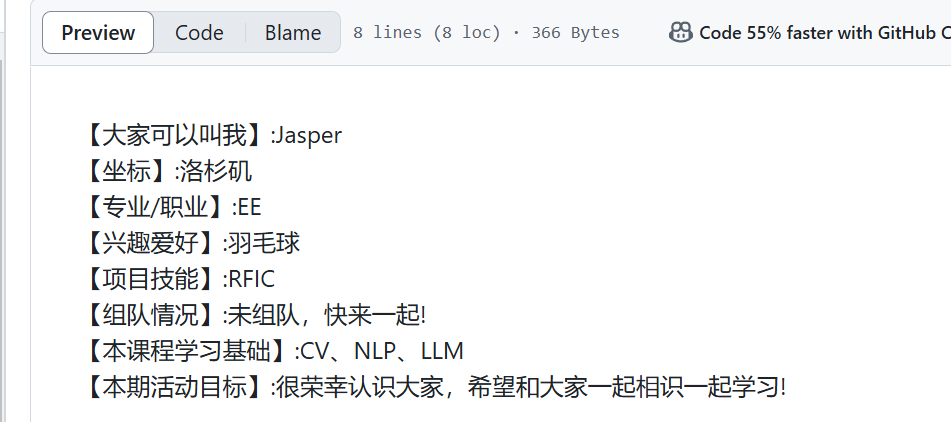 Preview Code Blame 8 lines (8 loc) · 366 Bytes Code 55% faster with GitHub
【大家可以叫我】:Jasper
【坐标】:洛杉矶
【专业/职业】:EE
【兴趣爱好】:羽毛球
【项目技能】:RFIC
【组队情况】:未组队，快来一起!
【本课程学习基础】:CV、NLP、LLM
【本期活动目标】:很荣幸认识大家，希望和大家一起相识一起学习!